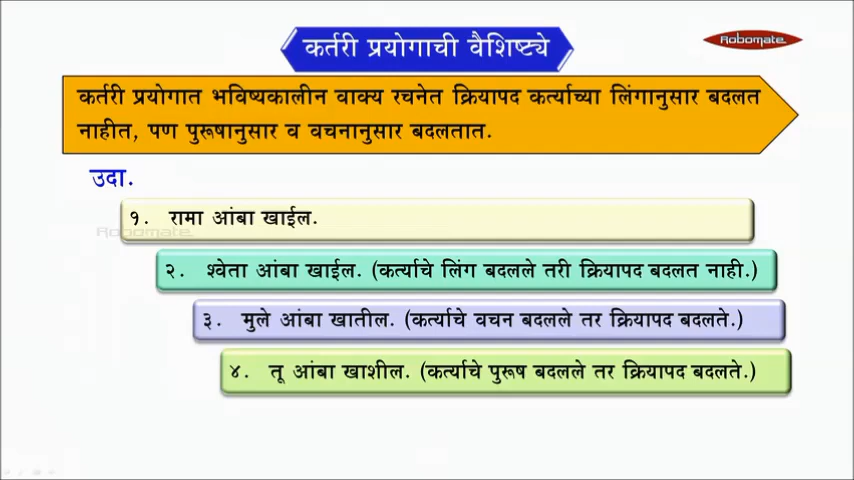 कर्तरी प्रयोगाची वैशिष्ट्ये
Robomate
कर्तरी प्रयोगात भविष्यकालीन वाक्य रचनेत क्रियापद कर्त्याच्या लिंगानुसार बदलत
नाहीत, पण पुरूषानुसार व वचनानुसार बदलतात.
उदा.
१. रामा आंबा खाईल.
Robomate
२. श्वेता आंबा खाईल. (कर्त्याचे लिंग बदलले तरी क्रियापद बदलत नाही.)
३. मुले आंबा खातील. (कर्त्याचे वचन बदलले तर क्रियापद बदलते.)
४. तू आंबा खाशील. (कर्त्याचे पुरूष बदलले तर क्रियापद बदलते.)